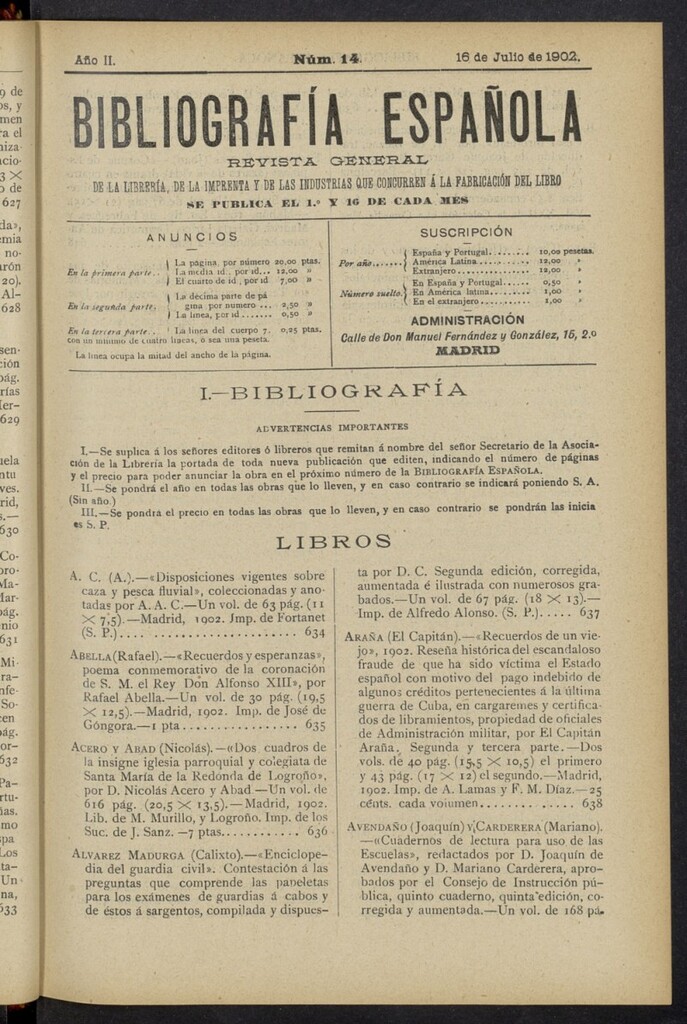 Año II.
Núm. 14.
16 de Julio de 1902.
BIBLIOGRAFÍA ESPAÑOLA
REVISTA GENERAL
DE LA LIBRERÍA, DE LA IMPRENTA Y DE LAS INDUSTRIAS QUE CONCURREN Á LA FABRICACIÓN DEL LIBRO
SE PUBLICA EL 1.º Y 16 DE CADA MES
ANUNCIOS
En la primera parte..
La página, por número 20,00 ptas.
La media id., por id... 12,00 »
El cuarto de id., por id 7,00 »
En la segunda parte.
La décima parte de pá
gina por número ... 2,50 »
La línea, por id....... 0,50 »
En la tercera parte. . La línea del cuerpo 7. 0,25 ptas.
con un mínimo de cuatro líneas, ó sea una peseta.
La línea ocupa la mitad del ancho de la página.
SUSCRIPCIÓN
Por año.......
España y Portugal........ 10,00 pesetas.
América Latina........... 12,00 »
Extranjero............... 12,00 »
Número suelto.
En España y Portugal..... 0,50 »
En América latina........ 1,00 »
En el extranjero......... 1,00 »
ADMINISTRACIÓN
Calle de Don Manuel Fernández y González, 15, 2.º
MADRID
I.—BIBLIOGRAFÍA
ADVERTENCIAS IMPORTANTES
I.—Se suplica á los señores editores ó libreros que remitan á nombre del señor Secretario de la Asocia-
ción de la Librería la portada de toda nueva publicación que editen, indicando el número de páginas
y el precio para poder anunciar la obra en el próximo número de la BIBLIOGRAFÍA ESPAÑOLA.
II.—Se pondrá el año en todas las obras que lo lleven, y en caso contrario se indicará poniendo S. A.
(Sin año.)
III.—Se pondrá el precio en todas las obras que lo lleven, y en caso contrario se pondrán las inicia
es S. P.
LIBROS
A. C. (A.).—«Disposiciones vigentes sobre
caza y pesca fluvial», coleccionadas y ano-
tadas por A. A. C.—Un vol. de 63 pág. (11
× 7,5).—Madrid, 1902. Imp. de Fortanet
(S. P.).... .................... 634
ABELLA (Rafael).—«Recuerdos y esperanzas»,
poema conmemorativo de la coronación
de S. M. el Rey Don Alfonso XIII», por
Rafael Abella.—Un vol. de 30 pág. (19,5
× 12,5).—Madrid, 1902. Imp. de José de
Góngora.—1 pta ................. 635
ACERO Y ABAD (Nicolás).—«Dos cuadros de
la insigne iglesia parroquial y colegiata de
Santa María de la Redonda de Logroño»,
por D. Nicolás Acero y Abad.—Un vol. de
616 pág. (20,5 × 13,5).—Madrid, 1902.
Lib. de M. Murillo, y Logroño. Imp. de los
Suc. de J. Sanz. —7 ptas........... 636
ALVAREZ MADURGA (Calixto).—«Enciclope-
dia del guardia civil». Contestación á las
preguntas que comprende las papeletas
para los exámenes de guardias á cabos y
de éstos á sargentos, compilada y dispues-
ta por D. C. Segunda edición, corregida,
aumentada é ilustrada con numerosos gra-
bados.—Un vol. de 67 pág. (18 × 13).—
Imp. de Alfredo Alonso. (S. P.)..... 637
ARAÑA (El Capitán).—«Recuerdos de un vie-
jo», 1902. Reseña histórica del escandaloso
fraude de que ha sido víctima el Estado
español con motivo del pago indebido de
algunos créditos pertenecientes á la última
guerra de Cuba, en cargaremes y certifica-
dos de libramientos, propiedad de oficiales
de Administración militar, por El Capitán
Araña. Segunda y tercera parte.—Dos
vols. de 40 pág. (15,5 × 10,5) el primero
y 43 pág. (17 × 12) el segundo.—Madrid,
1902. Imp. de A. Lamas y F. M. Díaz.—25
cénts. cada volumen.............. 638
AVENDAÑO (Joaquín) y CARDERERA (Mariano).
—«Cuadernos de lectura para uso de las
Escuelas», redactados por D. Joaquín de
Avendaño y D. Mariano Carderera, apro-
bados por el Consejo de Instrucción pú-
blica, quinto cuaderno, quinta edición, co-
rregida y aumentada.—Un vol. de 168 pá-